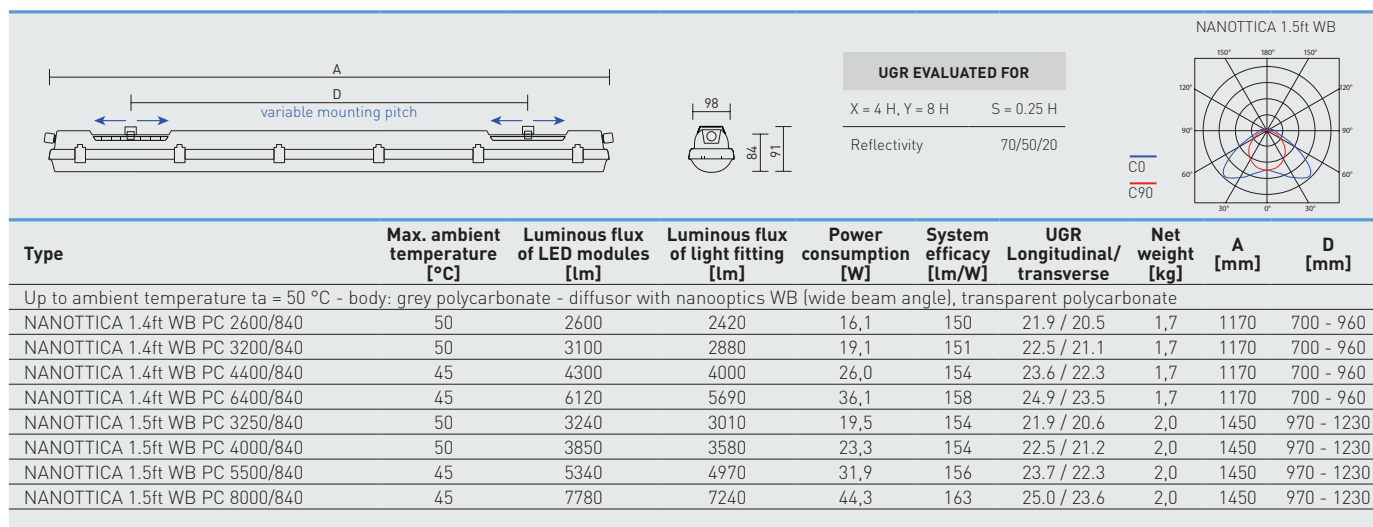 NANOTTICA 1.5ft WB
150° 180° 150°
120° 120°
90° 90°
60° 60°
30° 0° 30°
C0
C90
A
D
variable mounting pitch
98
84
91
UGR EVALUATED FOR
X = 4 H, Y = 8 H S = 0.25 H
Reflectivity 70/50/20
Type Max. ambient temperature [°C] Luminous flux of LED modules [lm] Luminous flux of light fitting [lm] Power consumption [W] System efficacy [lm/W] UGR Longitudinal/ transverse Net weight [kg] A [mm] D [mm]
Up to ambient temperature ta = 50 °C - body: grey polycarbonate - diffusor with nanooptics WB (wide beam angle), transparent polycarbonate
NANOTTICA 1.4ft WB PC 2600/840 50 2600 2420 16,1 150 21.9 / 20.5 1,7 1170 700 - 960
NANOTTICA 1.4ft WB PC 3200/840 50 3100 2880 19,1 151 22.5 / 21.1 1,7 1170 700 - 960
NANOTTICA 1.4ft WB PC 4400/840 45 4300 4000 26,0 154 23.6 / 22.3 1,7 1170 700 - 960
NANOTTICA 1.4ft WB PC 6400/840 45 6120 5690 36,1 158 24.9 / 23.5 1,7 1170 700 - 960
NANOTTICA 1.5ft WB PC 3250/840 50 3240 3010 19,5 154 21.9 / 20.6 2,0 1450 970 - 1230
NANOTTICA 1.5ft WB PC 4000/840 50 3850 3580 23,3 154 22.5 / 21.2 2,0 1450 970 - 1230
NANOTTICA 1.5ft WB PC 5500/840 45 5340 4970 31,9 156 23.7 / 22.3 2,0 1450 970 - 1230
NANOTTICA 1.5ft WB PC 8000/840 45 7780 7240 44,3 163 25.0 / 23.6 2,0 1450 970 - 1230